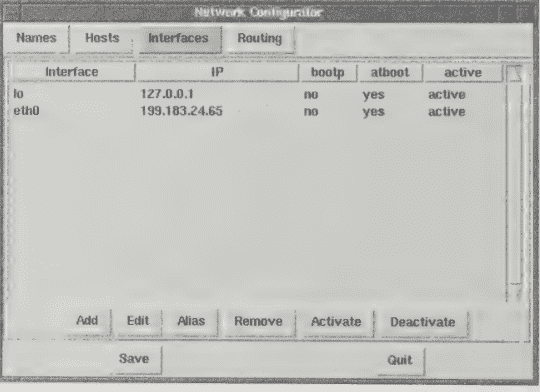 Network Configurator
Names Hosts Interfaces Routing
Interface IP bootp atboot active
lo 127.0.0.1 no yes active
eth0 199.183.24.65 no yes active
Add Edit Alias Remove Activate Deactivate
Save Quit